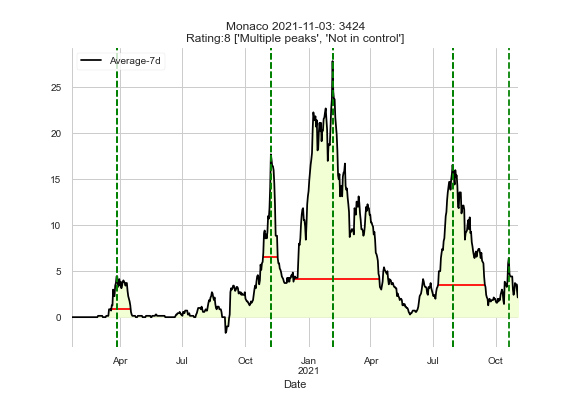 Monaco 2021-11-03: 3424
Rating:8 ['Multiple peaks', 'Not in control']
Average-7d
25
20
15
10
5
0
Apr Jul Oct Jan Apr Jul Oct
2021
Date